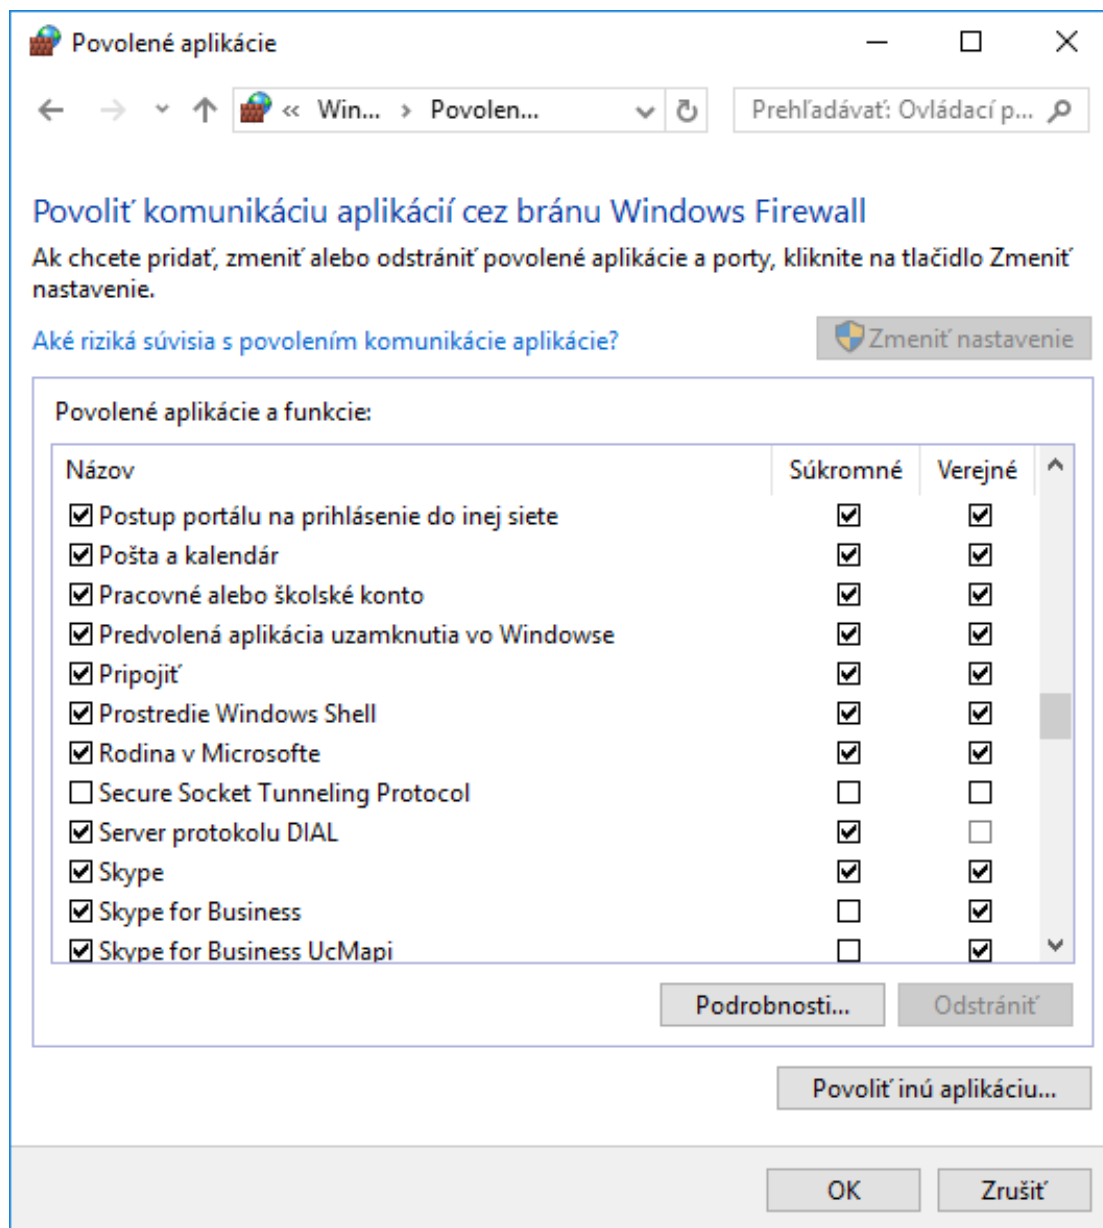 Povolené aplikácie
« Win... › Povolen...
Prehľadávať: Ovládací p...
Povoliť komunikáciu aplikácií cez bránu Windows Firewall
Ak chcete pridať, zmeniť alebo odstrániť povolené aplikácie a porty, kliknite na tlačidlo Zmeniť
nastavenie.
Aké riziká súvisia s povolením komunikácie aplikácie?
Zmeniť nastavenie
Povolené aplikácie a funkcie:
Názov Súkromné Verejné
Postup portálu na prihlásenie do inej siete
Pošta a kalendár
Pracovné alebo školské konto
Predvolená aplikácia uzamknutia vo Windowse
Pripojiť
Prostredie Windows Shell
Rodina v Microsofte
Secure Socket Tunneling Protocol
Server protokolu DIAL
Skype
Skype for Business
Skype for Business UcMapi
Podrobnosti...
Odstrániť
Povoliť inú aplikáciu...
OK
Zrušiť